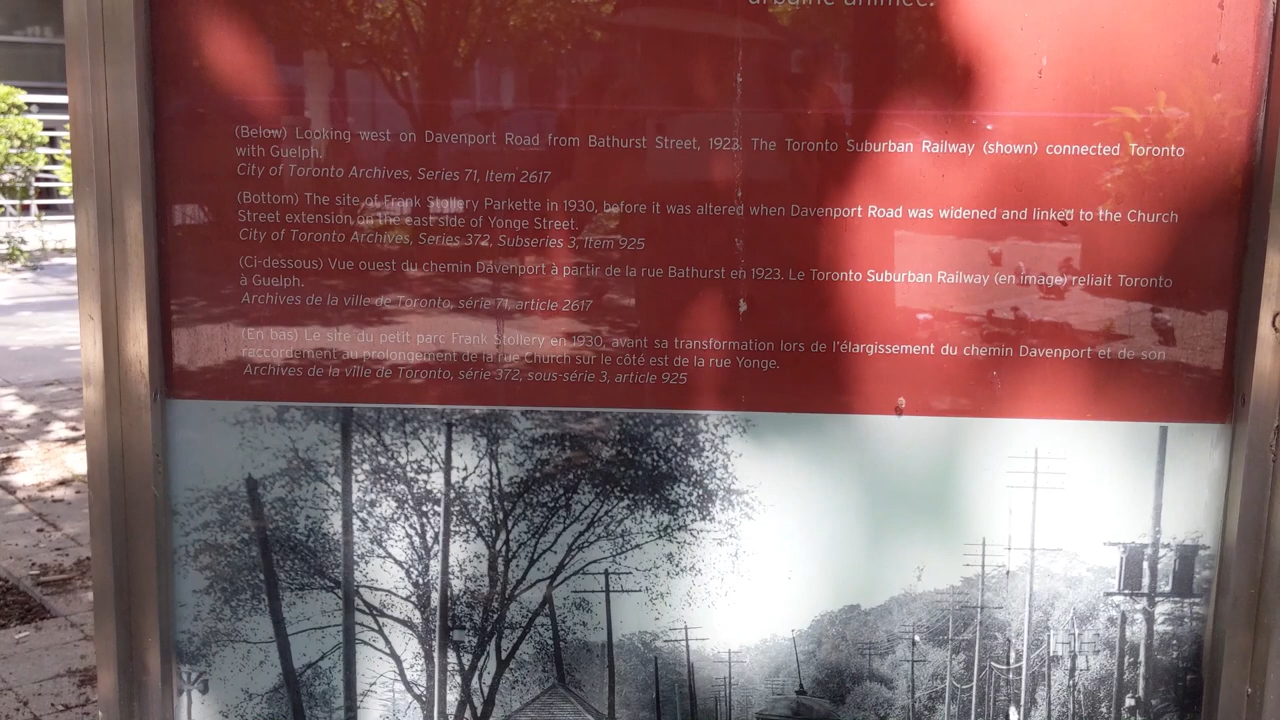 urbaine animée.
(Below) Looking west on Davenport Road from Bathurst Street, 1923. The Toronto Suburban Railway (shown) connected Toronto
with Guelph.
City of Toronto Archives, Series 71, Item 2617
(Bottom) The site of Frank Stollery Parkette in 1930, before it was altered when Davenport Road was widened and linked to the Church
Street extension on the east side of Yonge Street.
City of Toronto Archives, Series 372, Subseries 3, Item 925
(Ci-dessous) Vue ouest du chemin Davenport à partir de la rue Bathurst en 1923. Le Toronto Suburban Railway (en image) reliait Toronto
à Guelph.
Archives de la ville de Toronto, série 71, article 2617
(En bas) Le site du petit parc Frank Stollery en 1930, avant sa transformation lors de l'élargissement du chemin Davenport et de son
raccordement au prolongement de la rue Church sur le côté est de la rue Yonge.
Archives de la ville de Toronto, série 372, sous-série 3, article 925